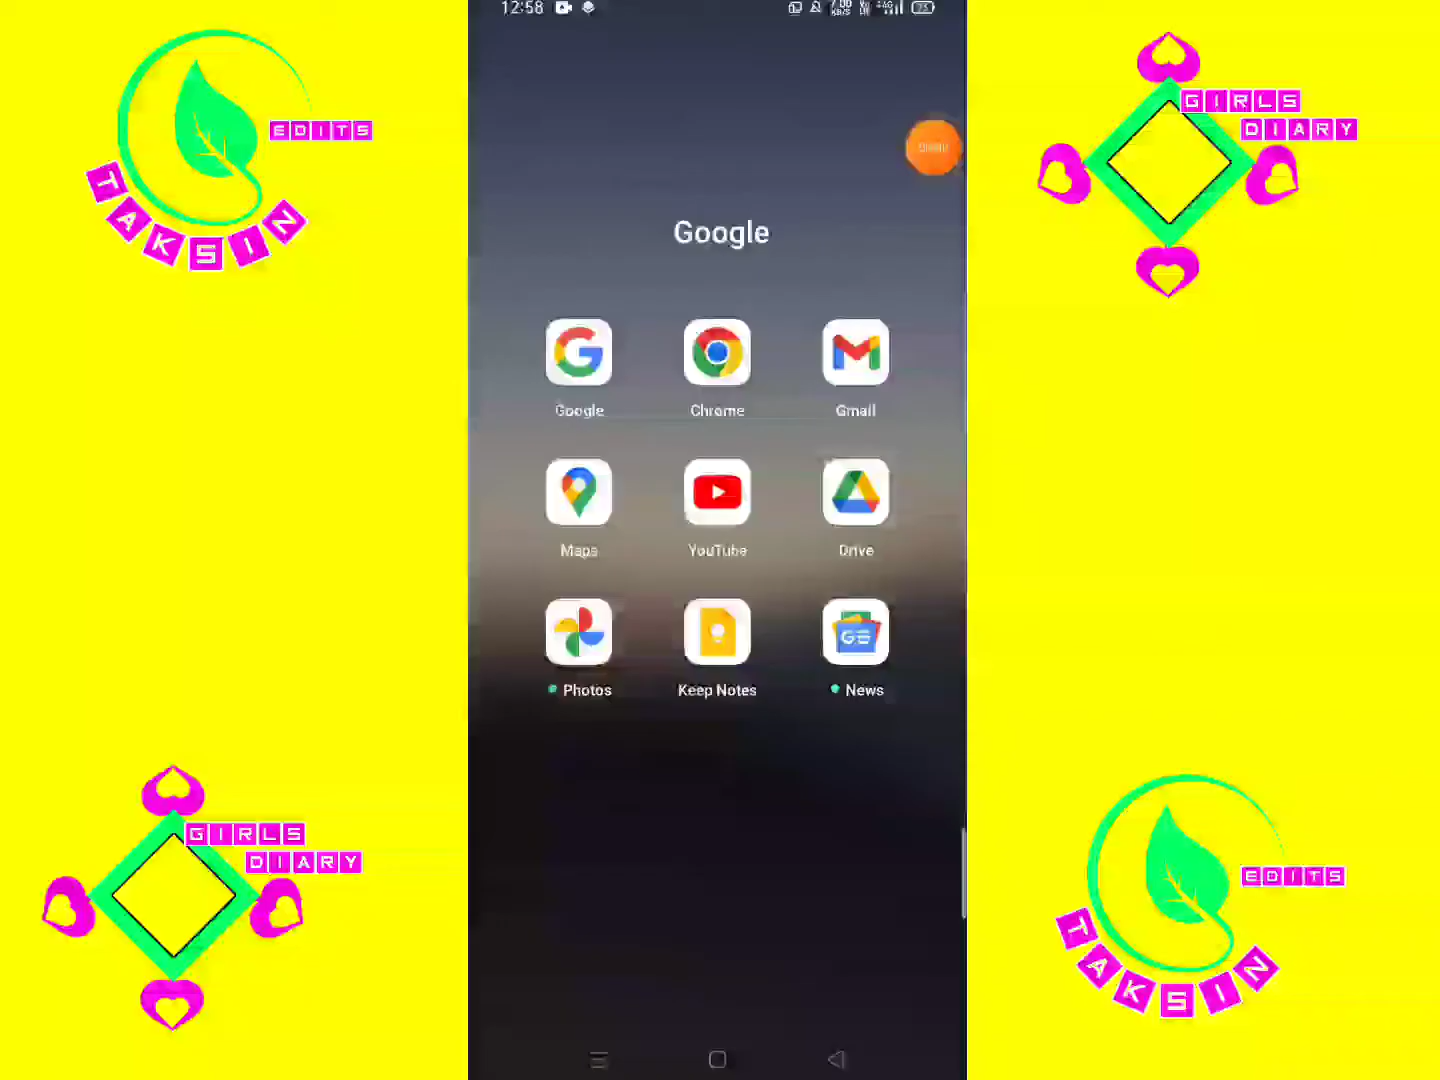 12:58
EDITS
TAKSIN
GIRLS
DIARY
Google
Google
Chrome
Gmail
Maps
YouTube
Drive
Photos
Keep Notes
News
GIRLS
DIARY
EDITS
TAKSIN